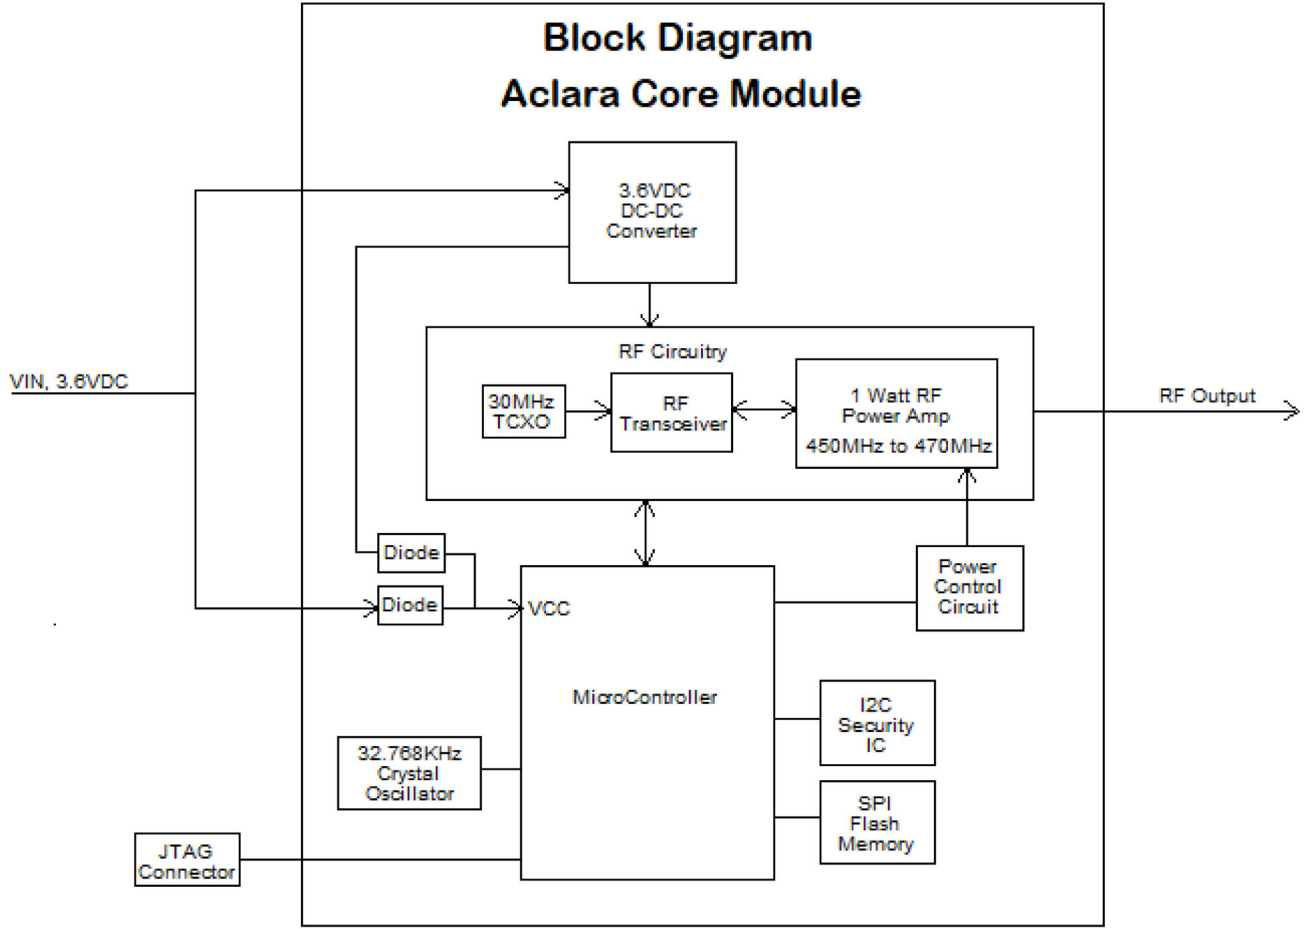 Block Diagram
Aclara Core Module
3.6VDC
DC-DC
Converter
VIN, 3.6VDC
RF Circuitry
30MHz
TCXO
RF
Transceiver
1 Watt RF
Power Amp
450MHz to 470MHz
RF Output
Diode
Diode
VCC
Power
Control
Circuit
MicroController
I2C
Security
IC
32.768KHz
Crystal
Oscillator
SPI
Flash
Memory
JTAG
Connector